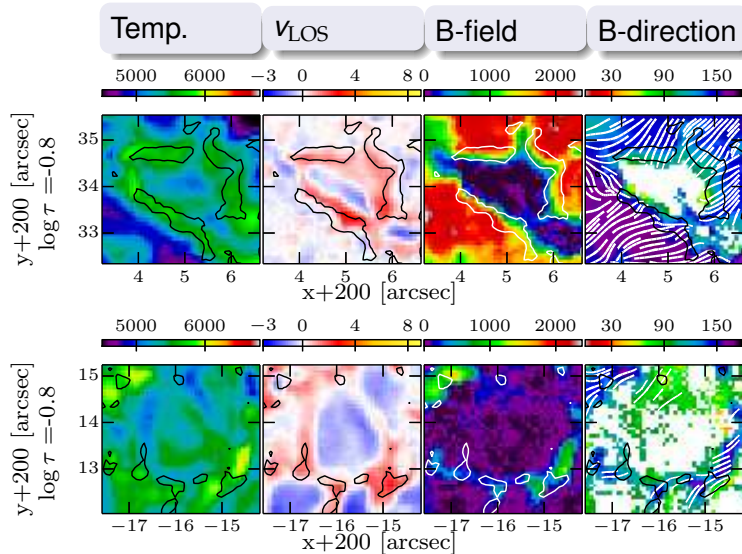 Temp. vLOS B-field B-direction
5000 6000 −3 0 4 8 0 1000 2000 30 90 150
y+200 [arcsec]
log τ =-0.8
35
34
33
4 5 6 4 5 6 4 5 6 4 5 6
x+200 [arcsec]
5000 6000 −3 0 4 8 0 1000 2000 30 90 150
y+200 [arcsec]
log τ =-0.8
15
14
13
−17 −16 −15 −17 −16 −15 −17 −16 −15 −17 −16 −15
x+200 [arcsec]